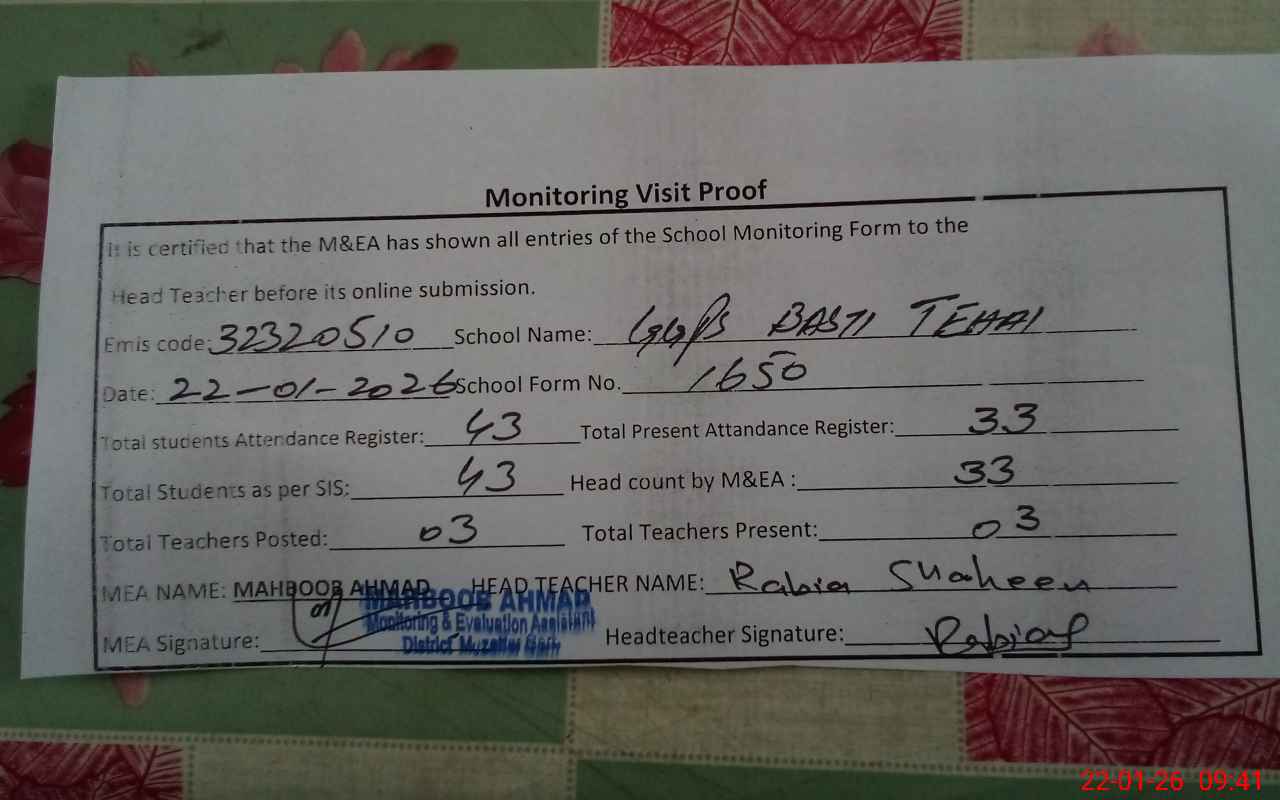 Monitoring Visit Proof
It is certified that the M&EA has shown all entries of the School Monitoring Form to the
Head Teacher before its online submission.
Emis code: 32320510 School Name: GGPS BASTI TEHAI
Date: 22-01-2026 School Form No. 1650
Total students Attendance Register: 43 Total Present Attandance Register: 33
Total Students as per SIS: 43 Head count by M&EA : 33
Total Teachers Posted: 03 Total Teachers Present: 03
MEA NAME: MAHBOOB AHMAD HEAD TEACHER NAME: Rabia Shaheen
MAHBOOB AHMAD
Monitoring & Evaluation Assistant
District Muzaffar Garh
MEA Signature: Headteacher Signature: Rabia
22-01-26 09:41